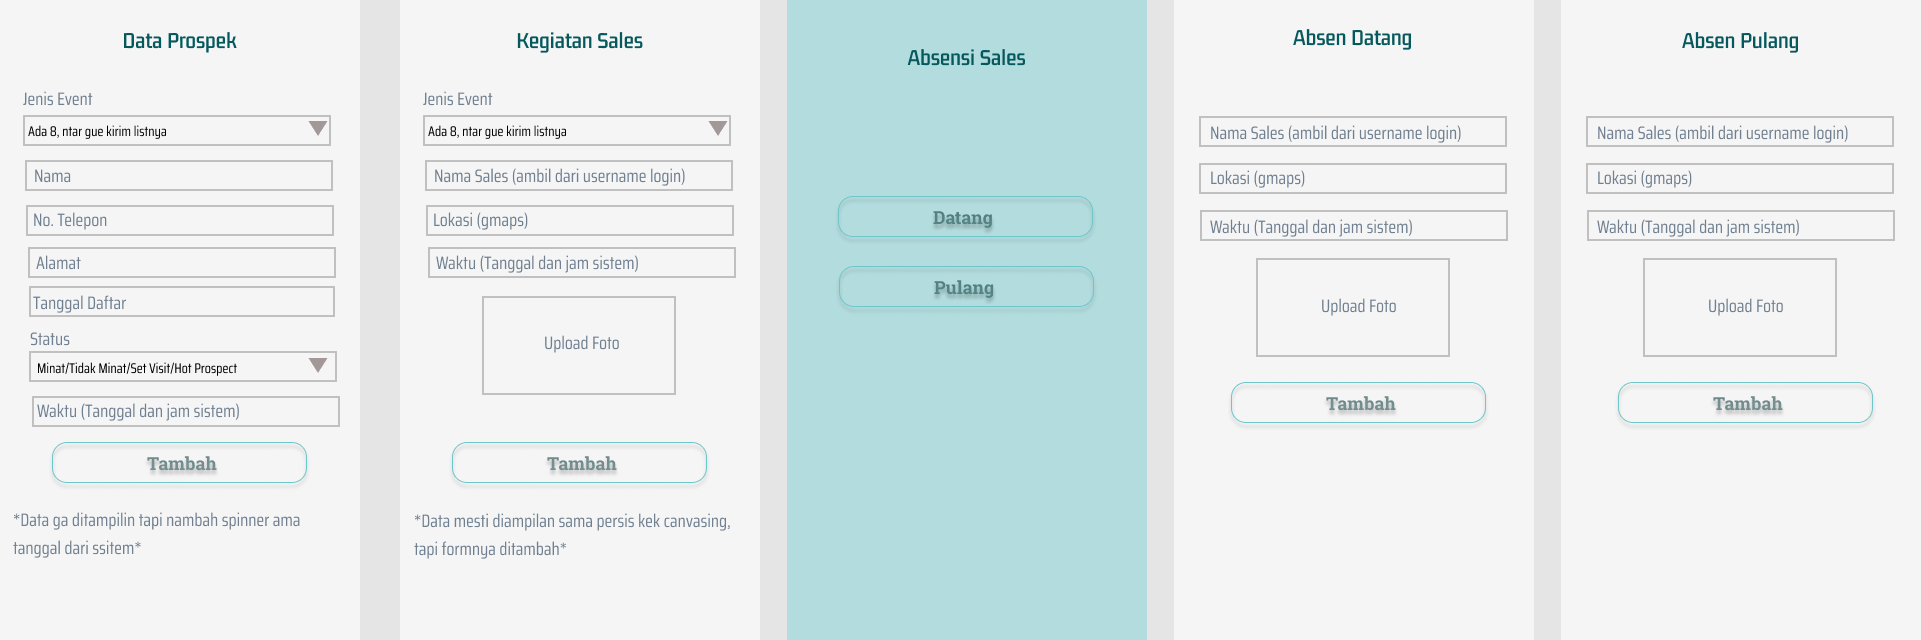 Data Prospek
Jenis Event
Ada 8, ntar gue kirim listnya
Nama
No. Telepon
Alamat
Tanggal Daftar
Status
Minat/Tidak Minat/Set Visit/Hot Prospect
Waktu (Tanggal dan jam sistem)
Tambah
*Data ga ditampilin tapi nambah spinner ama
tanggal dari ssitem*
Kegiatan Sales
Jenis Event
Ada 8, ntar gue kirim listnya
Nama Sales (ambil dari username login)
Lokasi (gmaps)
Waktu (Tanggal dan jam sistem)
Upload Foto
Tambah
*Data mesti diampilan sama persis kek canvasing,
tapi formnya ditambah*
Absensi Sales
Datang
Pulang
Absen Datang
Nama Sales (ambil dari username login)
Lokasi (gmaps)
Waktu (Tanggal dan jam sistem)
Upload Foto
Tambah
Absen Pulang
Nama Sales (ambil dari username login)
Lokasi (gmaps)
Waktu (Tanggal dan jam sistem)
Upload Foto
Tambah